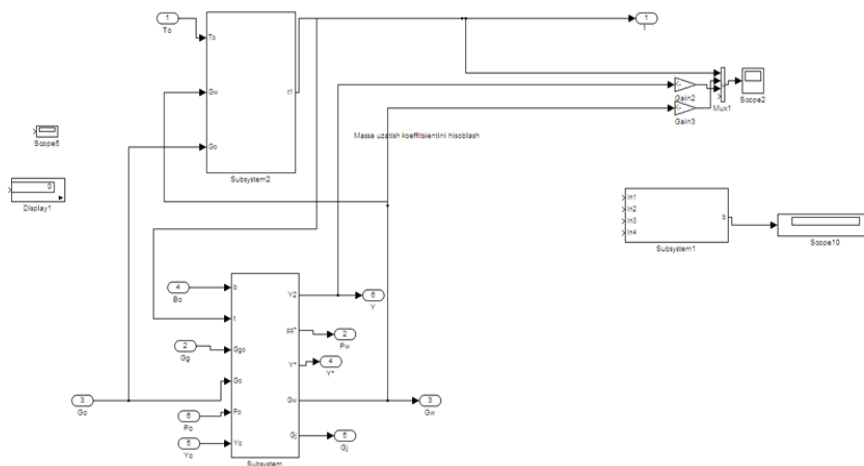 1
To
To
Gw
Go
t1
Subsystem2
1
Gain2
Gain3
Mux1
Scope2
Massa uzatish koeffitsientini hisoblash
Scope5
0
Display1
In1
In2
In3
In4
b
Subsystem1
Scope10
4
Bo
2
Gg
3
Go
6
Po
5
Yo
b
t
Ggo
Go
Po
Yo
Y2
Y*
Gw
Gj
Subsystem
6
Y
2
Pw
4
Y*
3
Gw
5
Gj